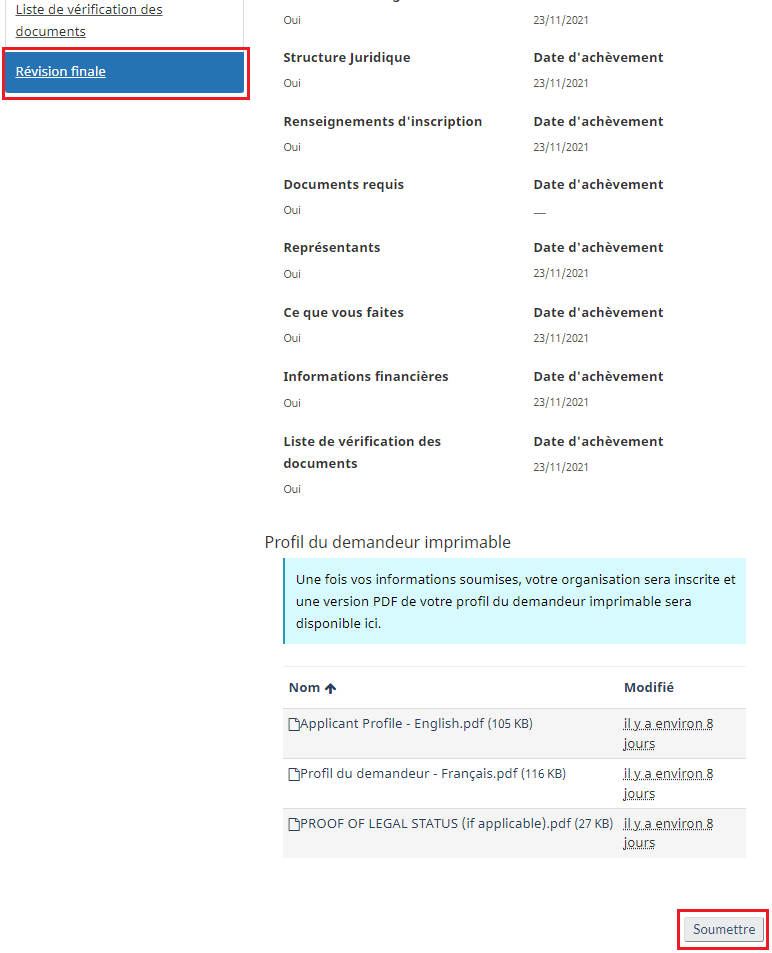 Liste de vérification des
documents
Révision finale
Oui
23/11/2021
Structure Juridique
Date d'achèvement
Oui
23/11/2021
Renseignements d'inscription
Date d'achèvement
Oui
23/11/2021
Documents requis
Date d'achèvement
Oui
—
Représentants
Date d'achèvement
Oui
23/11/2021
Ce que vous faites
Date d'achèvement
Oui
23/11/2021
Informations financières
Date d'achèvement
Oui
23/11/2021
Liste de vérification des
documents
Date d'achèvement
Oui
23/11/2021
Profil du demandeur imprimable
Une fois vos informations soumises, votre organisation sera inscrite et
une version PDF de votre profil du demandeur imprimable sera
disponible ici.
Nom
Modifié
Applicant Profile - English.pdf (105 KB)
il y a environ 8
jours
Profil du demandeur - Français.pdf (116 KB)
il y a environ 8
jours
PROOF OF LEGAL STATUS (if applicable).pdf (27 KB)
il y a environ 8
jours
Soumettre